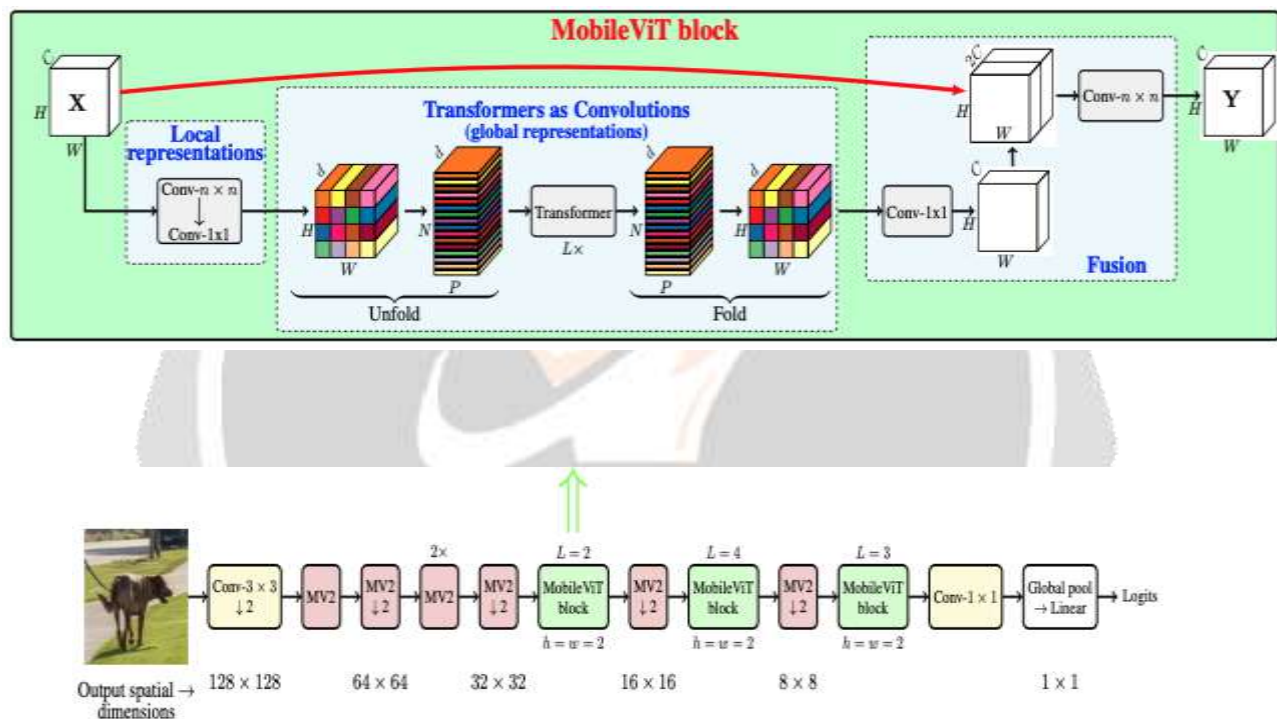 MobileViT block
C
H
X
W
Local
representations
Conv-n × n
↓
Conv-1x1
Transformers as Convolutions
(global representations)
d
H
W
d
N
P
Unfold
Transformer
L×
d
N
P
d
H
W
Fold
Conv-1x1
C
H
W
2C
H
W
Conv-n × n
C
H
Y
W
Fusion
2×
L = 2
L = 4
L = 3
Conv-3 × 3
↓2
MV2
MV2
↓2
MV2
MV2
↓2
MobileViT
block
MV2
↓2
MobileViT
block
MV2
↓2
MobileViT
block
Conv-1 × 1
Global pool
→ Linear
Logits
h = w = 2
h = w = 2
h = w = 2
Output spatial →
dimensions
128 × 128
64 × 64
32 × 32
16 × 16
8 × 8
1 × 1